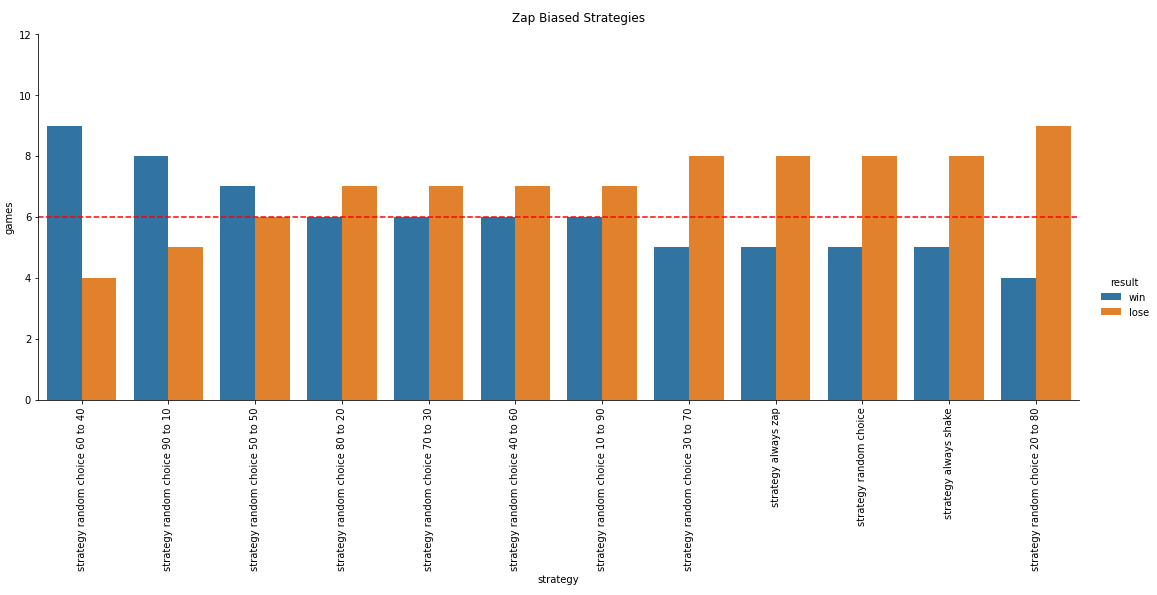 Zap Biased Strategies
12
10
8
6
4
2
0
games
strategy random choice 60 to 40
strategy random choice 90 to 10
strategy random choice 50 to 50
strategy random choice 80 to 20
strategy random choice 70 to 30
strategy random choice 40 to 60
strategy random choice 10 to 90
strategy random choice 30 to 70
strategy always zap
strategy random choice
strategy always shake
strategy random choice 20 to 80
strategy
result
win
lose